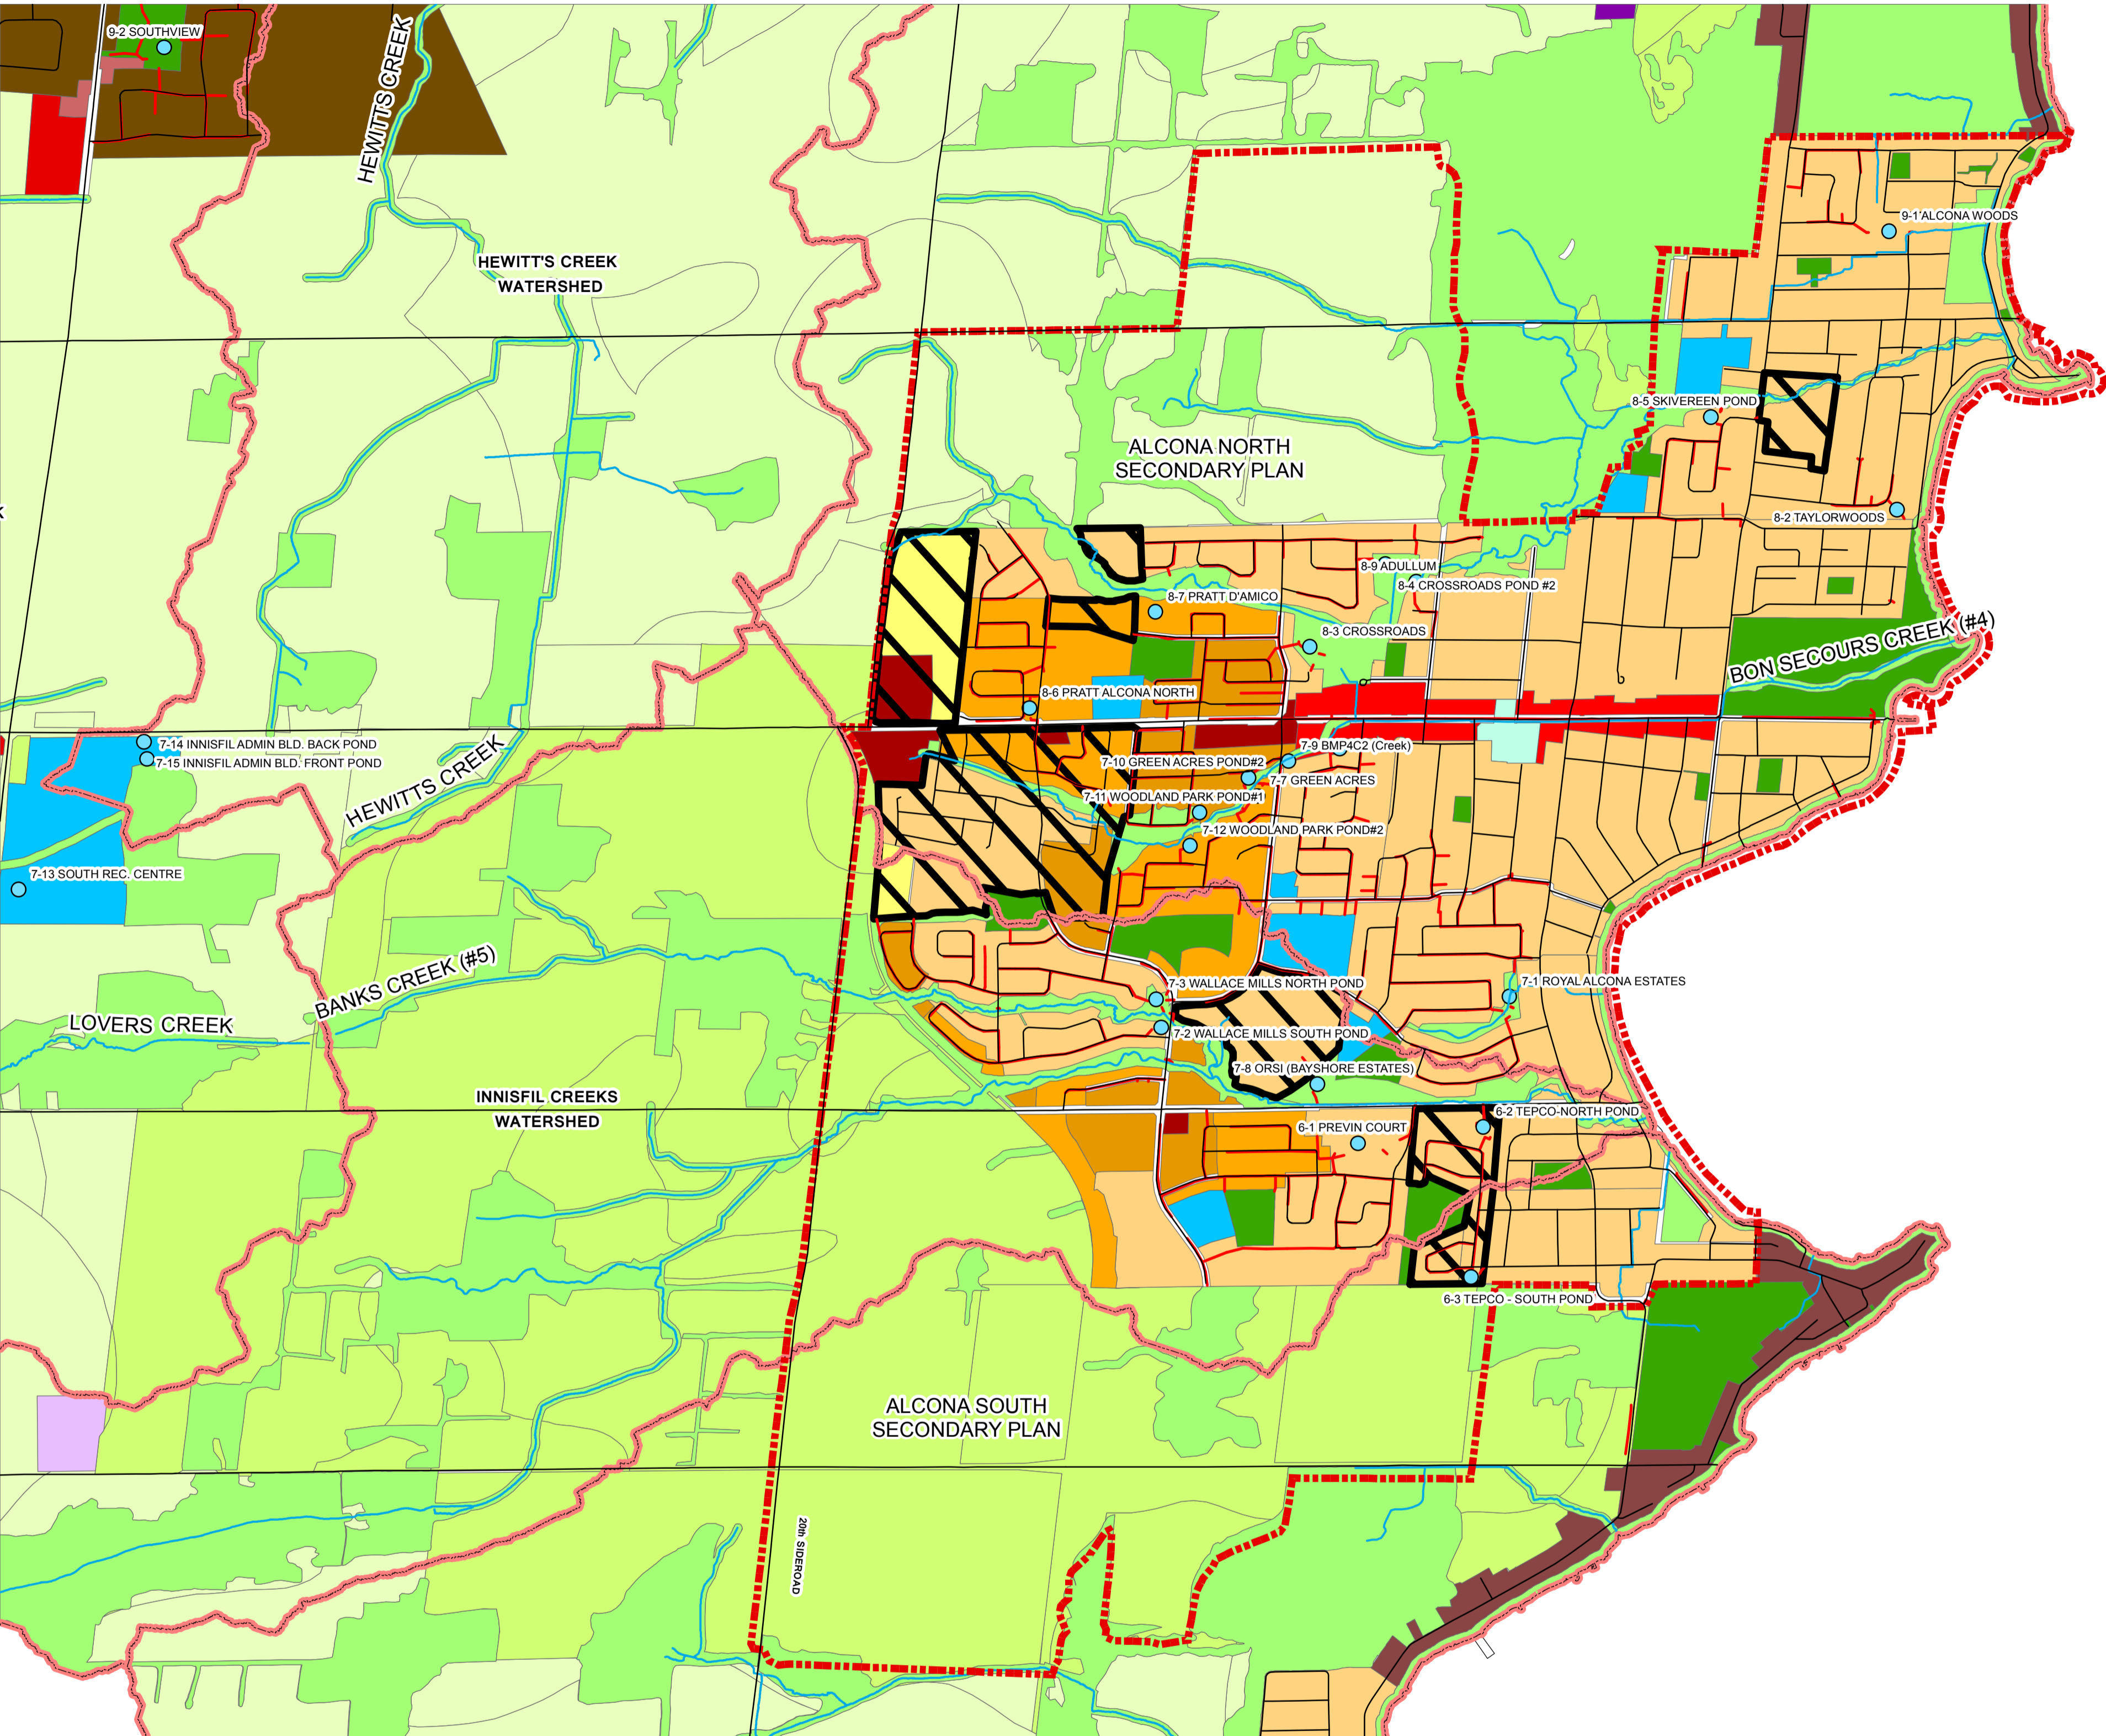 9-2 SOUTHVIEW
HEWITTS CREEK
9-1 ALCONA WOODS
HEWITT'S CREEK
WATERSHED
8-5 SKIVEREEN POND
ALCONA NORTH
SECONDARY PLAN
K
8-2 TAYLORWOODS
8-9 ADULLUM
8-4 CROSSROADS POND #2
8-7 PRATT D'AMICO
8-3 CROSSROADS
BON SECOURS CREEK (#4)
8-6 PRATT ALCONA NORTH
7-14 INNISFIL ADMIN BLD. BACK POND
7-15 INNISFIL ADMIN BLD. FRONT POND
7-9 BMP4C2 (Creek)
7-10 GREEN ACRES POND#2
7-7 GREEN ACRES
HEWITTS CREEK
7-11 WOODLAND PARK POND#1
7-12 WOODLAND PARK POND#2
7-13 SOUTH REC. CENTRE
BANKS CREEK (#5)
7-3 WALLACE MILLS NORTH POND
7-1 ROYAL ALCONA ESTATES
LOVERS CREEK
7-2 WALLACE MILLS SOUTH POND
7-8 ORSI (BAYSHORE ESTATES)
INNISFIL CREEKS
WATERSHED
6-2 TEPCO-NORTH POND
6-1 PREVIN COURT
6-3 TEPCO - SOUTH POND
ALCONA SOUTH
SECONDARY PLAN
20th SIDEROAD